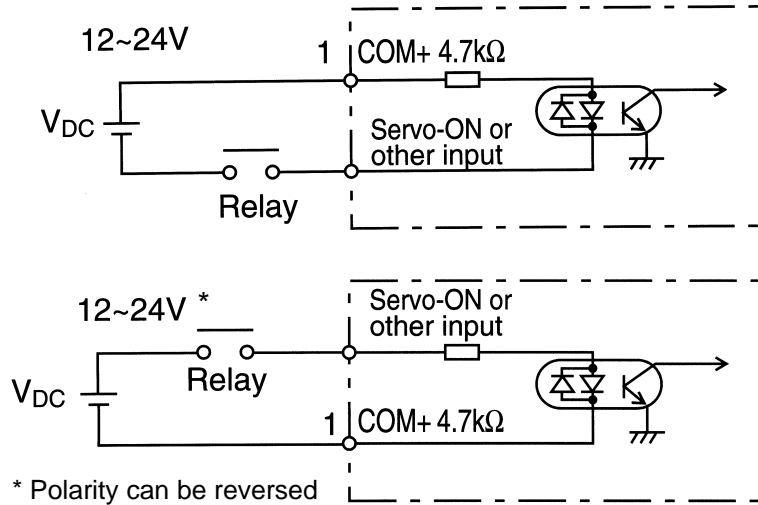 12~24V
1 COM+ 4.7kΩ
VDC
Servo-ON or
other input
Relay
12~24V *
Servo-ON or
other input
Relay
VDC
1 COM+ 4.7kΩ
* Polarity can be reversed